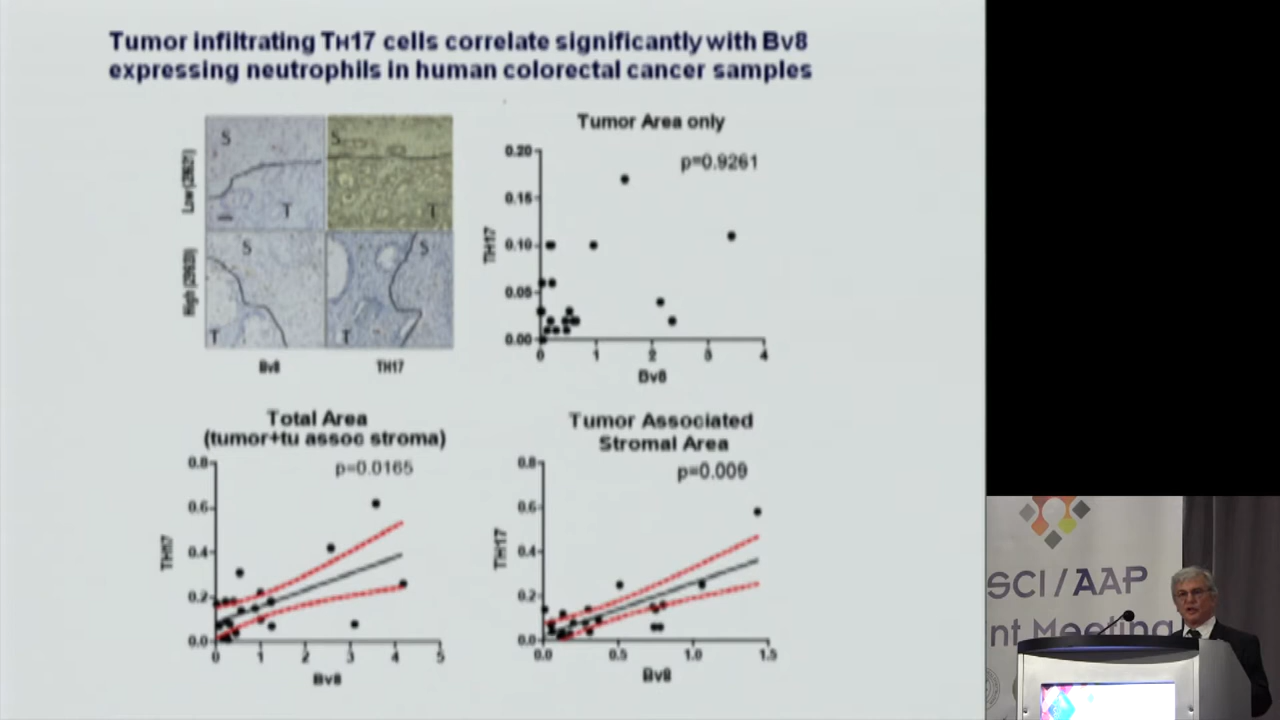 Tumor infiltrating TH17 cells correlate significantly with Bv8
expressing neutrophils in human colorectal cancer samples
S
S
T
T
S
S
T
T
Bv8
TH17
Tumor Area only
p=0.9261
0.20
0.15
0.10
0.05
0.00
TH17
0 1 2 3 4
Bv8
Total Area
(tumor+tu assoc stroma)
p=0.0165
0.8
0.6
0.4
0.2
0.0
TH17
0 1 2 3 4 5
Bv8
Tumor Associated
Stromal Area
p=0.009
0.8
0.6
0.4
0.2
0.0
TH17
0.0 0.5 1.0 1.5
Bv8
SCI / AAP
nt Meeting